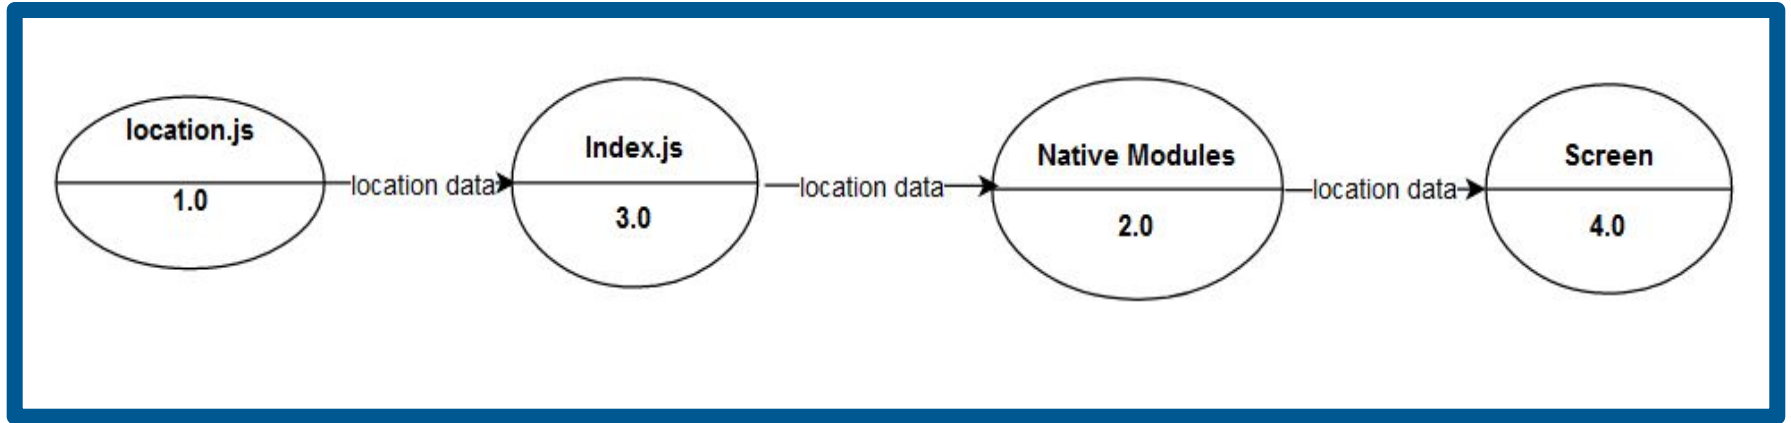 location.js
1.0
location data
Index.js
3.0
location data
Native Modules
2.0
location data
Screen
4.0